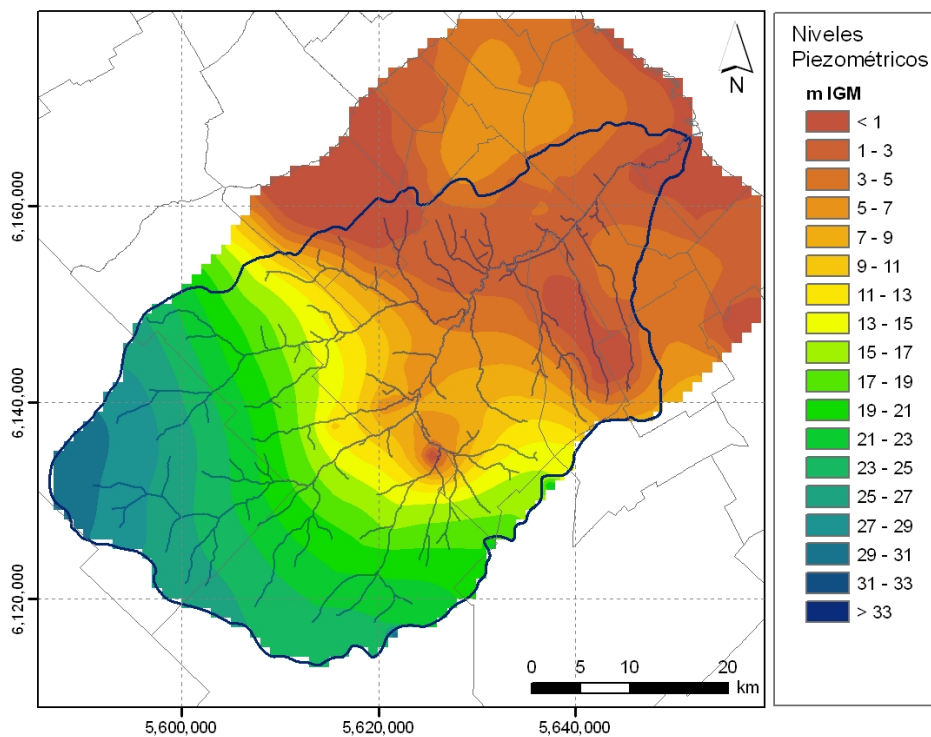 N
Niveles
Piezométricos
m IGM
< 1
1 - 3
3 - 5
5 - 7
7 - 9
9 - 11
11 - 13
13 - 15
15 - 17
17 - 19
19 - 21
21 - 23
23 - 25
25 - 27
27 - 29
29 - 31
31 - 33
> 33
6,160,000
6,140,000
6,120,000
0 5 10 20
km
5,600,000 5,620,000 5,640,000